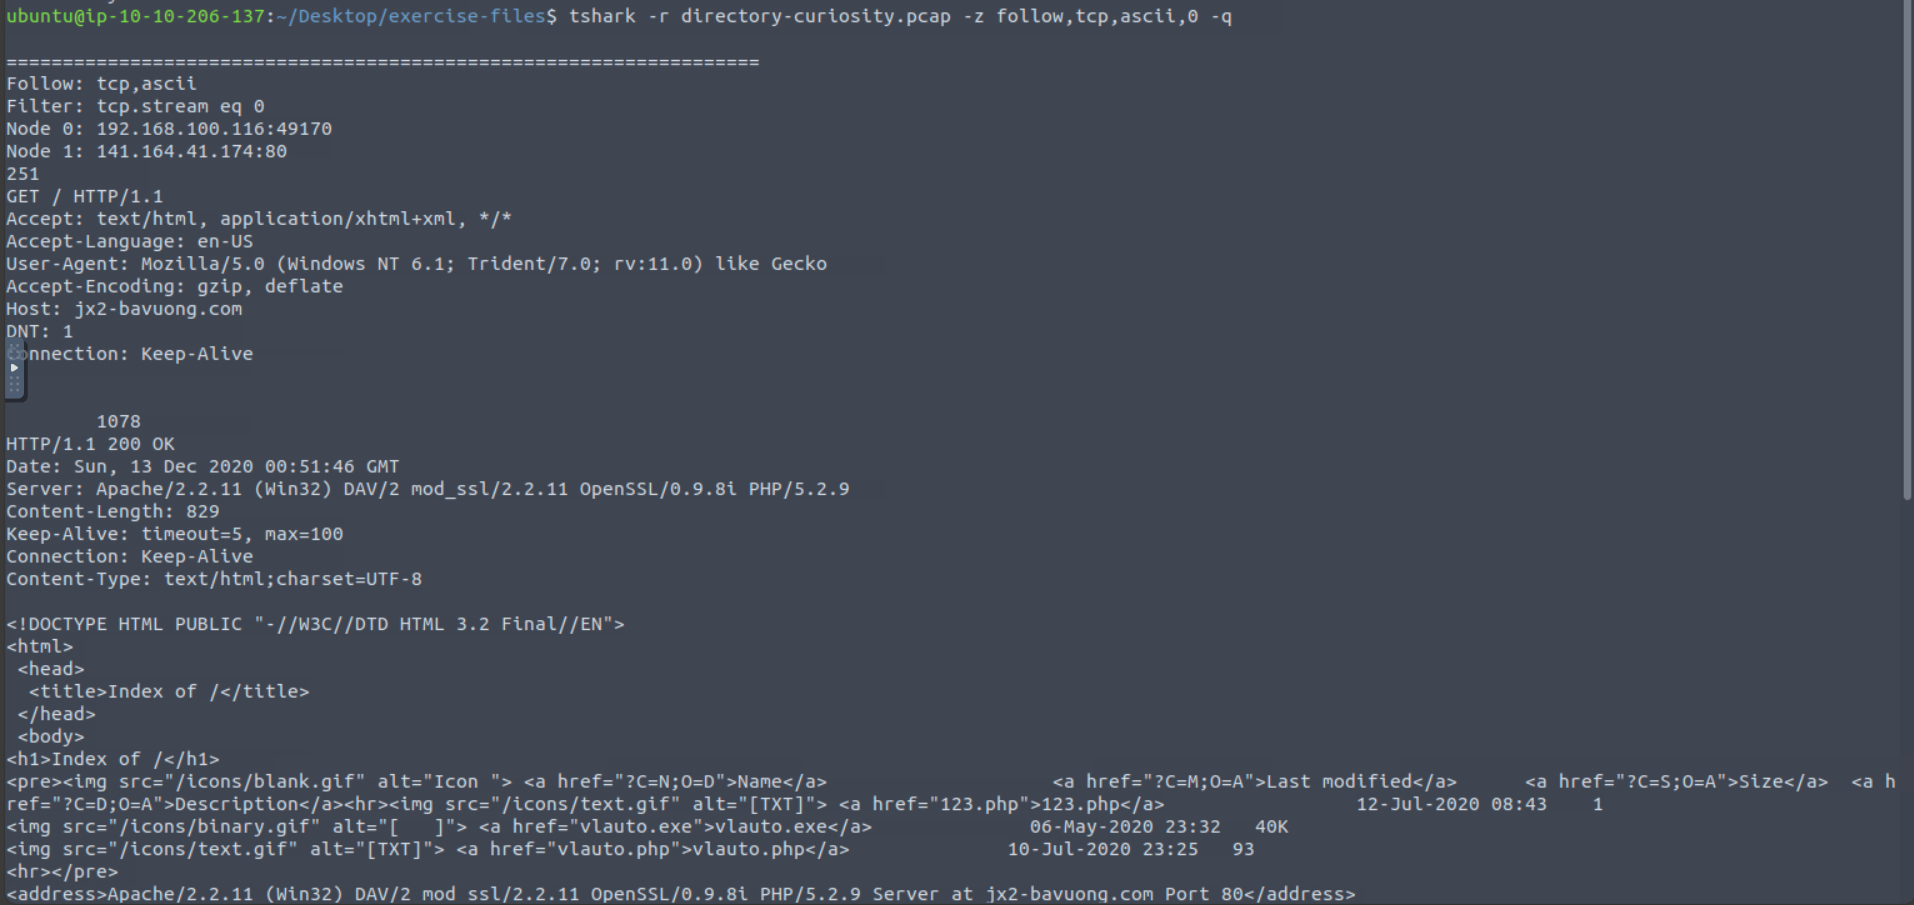 ubuntu@ip-10-10-206-137:~/Desktop/exercise-files$ tshark -r directory-curiosity.pcap -z follow,tcp,ascii,0 -q
===================================================================
Follow: tcp,ascii
Filter: tcp.stream eq 0
Node 0: 192.168.100.116:49170
Node 1: 141.164.41.174:80
251
GET / HTTP/1.1
Accept: text/html, application/xhtml+xml, */*
Accept-Language: en-US
User-Agent: Mozilla/5.0 (Windows NT 6.1; Trident/7.0; rv:11.0) like Gecko
Accept-Encoding: gzip, deflate
Host: jx2-bavuong.com
DNT: 1
Connection: Keep-Alive
1078
HTTP/1.1 200 OK
Date: Sun, 13 Dec 2020 00:51:46 GMT
Server: Apache/2.2.11 (Win32) DAV/2 mod_ssl/2.2.11 OpenSSL/0.9.8i PHP/5.2.9
Content-Length: 829
Keep-Alive: timeout=5, max=100
Connection: Keep-Alive
Content-Type: text/html;charset=UTF-8
<!DOCTYPE HTML PUBLIC "-//W3C//DTD HTML 3.2 Final//EN">
<html>
 <head>
  <title>Index of /</title>
 </head>
 <body>
<h1>Index of /</h1>
<pre><img src="/icons/blank.gif" alt="Icon "> <a href="?C=N;O=D">Name</a>                    <a href="?C=M;O=A">Last modified</a>      <a href="?C=S;O=A">Size</a>  <a h
ref="?C=D;O=A">Description</a><hr><img src="/icons/text.gif" alt="[TXT]"> <a href="123.php">123.php</a>                 12-Jul-2020 08:43    1
<img src="/icons/binary.gif" alt="[   ]"> <a href="vlauto.exe">vlauto.exe</a>              06-May-2020 23:32   40K
<img src="/icons/text.gif" alt="[TXT]"> <a href="vlauto.php">vlauto.php</a>              10-Jul-2020 23:25   93
<hr></pre>
<address>Apache/2.2.11 (Win32) DAV/2 mod_ssl/2.2.11 OpenSSL/0.9.8i PHP/5.2.9 Server at jx2-bavuong.com Port 80</address>